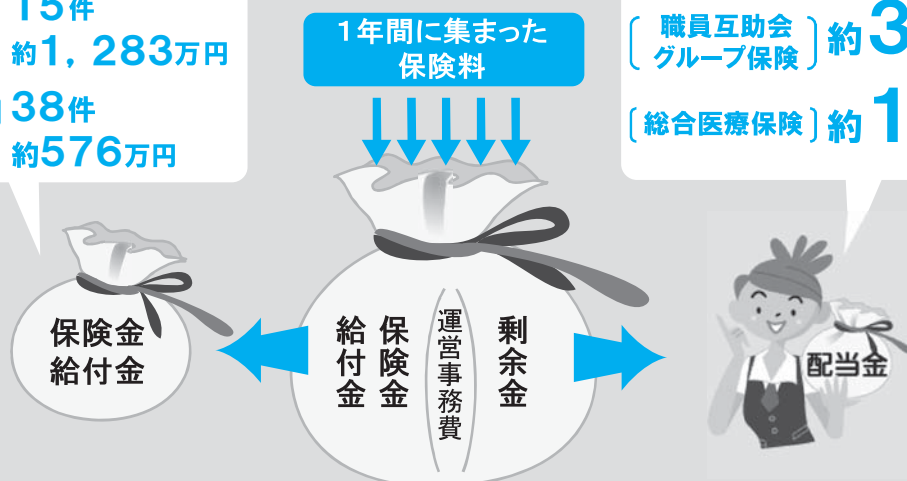 15件
約1,283万円
38件
約576万円
1年間に集まった
保険料
職員互助会
グループ保険
約3
〔総合医療保険〕約1
保険金
給付金
保険金
給付金
運営事務費
剰余金
配当金